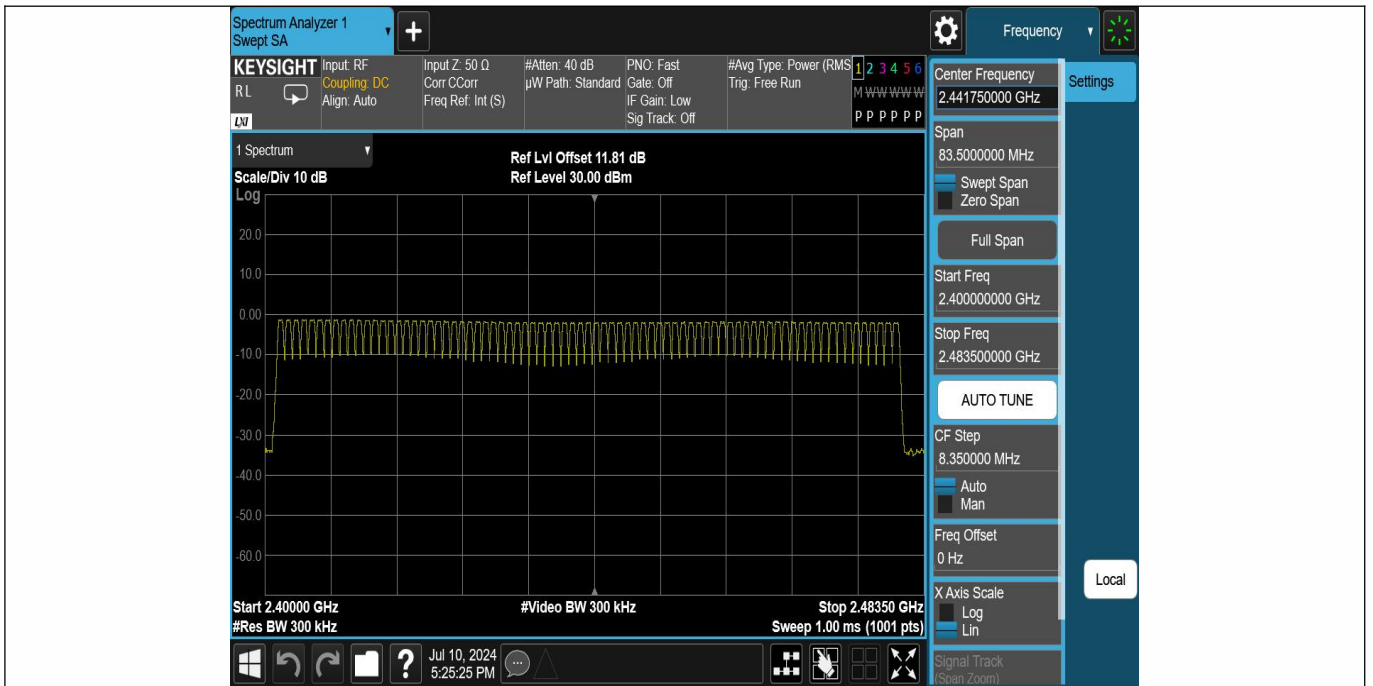 Spectrum Analyzer 1
Swept SA
+
Frequency
KEYSIGHT
RL
LXI
Input: RF
Coupling: DC
Align: Auto
Input Z: 50 Ω
Corr CCorr
Freq Ref: Int (S)
#Atten: 40 dB
µW Path: Standard
PNO: Fast
Gate: Off
IF Gain: Low
Sig Track: Off
#Avg Type: Power (RMS
Trig: Free Run
1 2 3 4 5 6
M W W W W W
P P P P P P
1 Spectrum
Scale/Div 10 dB
Ref Lvl Offset 11.81 dB
Ref Level 30.00 dBm
Log
20.0
10.0
0.00
-10.0
-20.0
-30.0
-40.0
-50.0
-60.0
Start 2.40000 GHz
#Video BW 300 kHz
Stop 2.48350 GHz
#Res BW 300 kHz
Sweep 1.00 ms (1001 pts)
Center Frequency
2.441750000 GHz
Settings
Span
83.5000000 MHz
Swept Span
Zero Span
Full Span
Start Freq
2.400000000 GHz
Stop Freq
2.483500000 GHz
AUTO TUNE
CF Step
8.350000 MHz
Auto
Man
Freq Offset
0 Hz
X Axis Scale
Log
Lin
Signal Track
(Span Zoom)
Local
?
Jul 10, 2024
5:25:25 PM